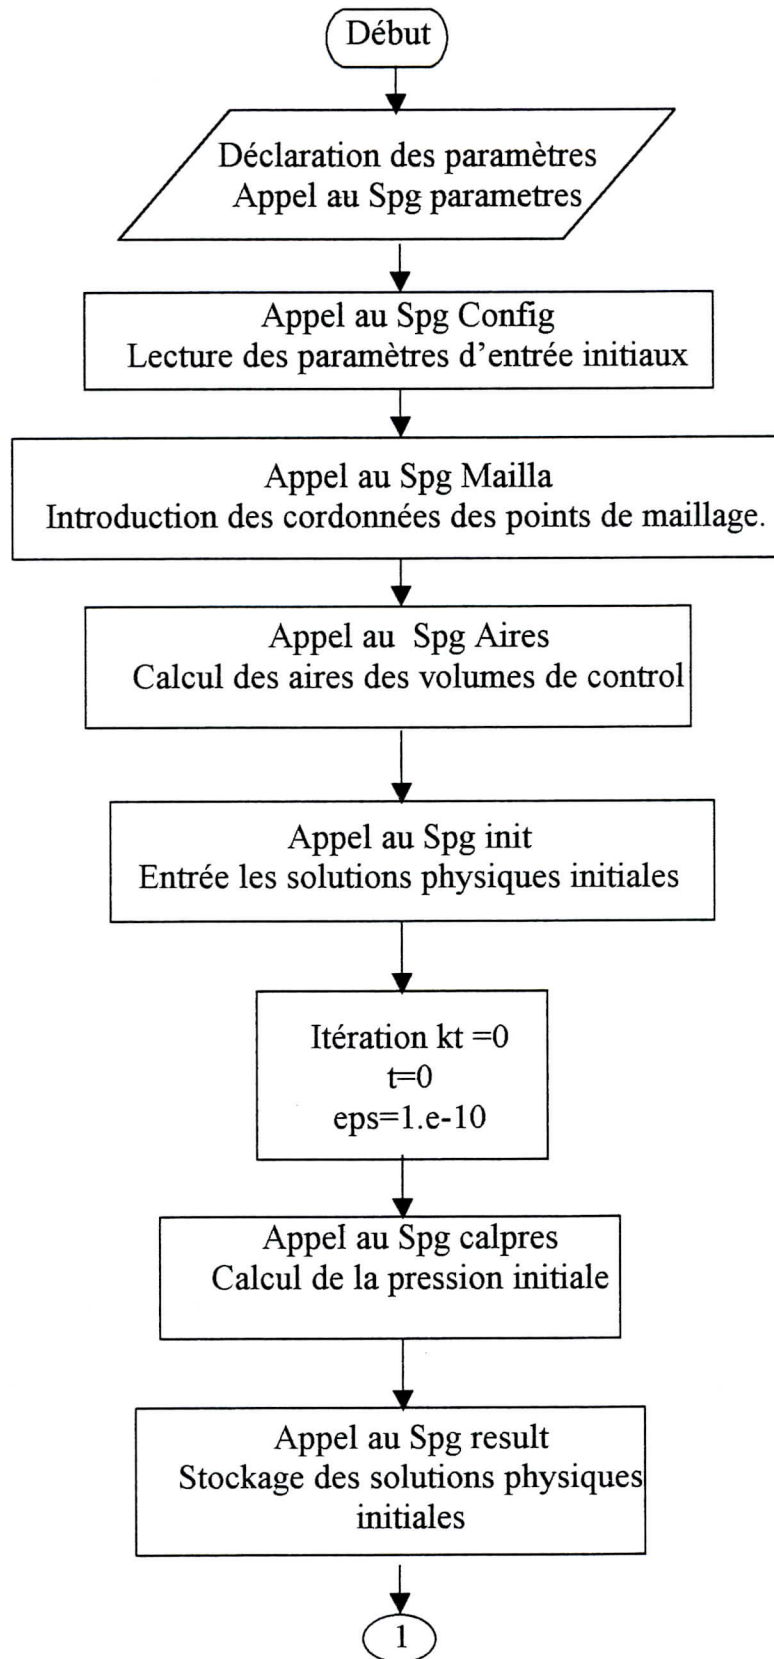 Début
Déclaration des paramètres
Appel au Spg parametrés
Appel au Spg Config
Lecture des paramètres d'entrée initiaux
Appel au Spg Mailla
Introduction des cordonnées des points de maillage.
Appel au Spg Aires
Calcul des aires des volumes de control
Appel au Spg init
Entrée les solutions physiques initiales
Itération kt =0
t=0
eps=1.e-10
Appel au Spg calpres
Calcul de la pression initiale
Appel au Spg result
Stockage des solutions physiques
initiales
1